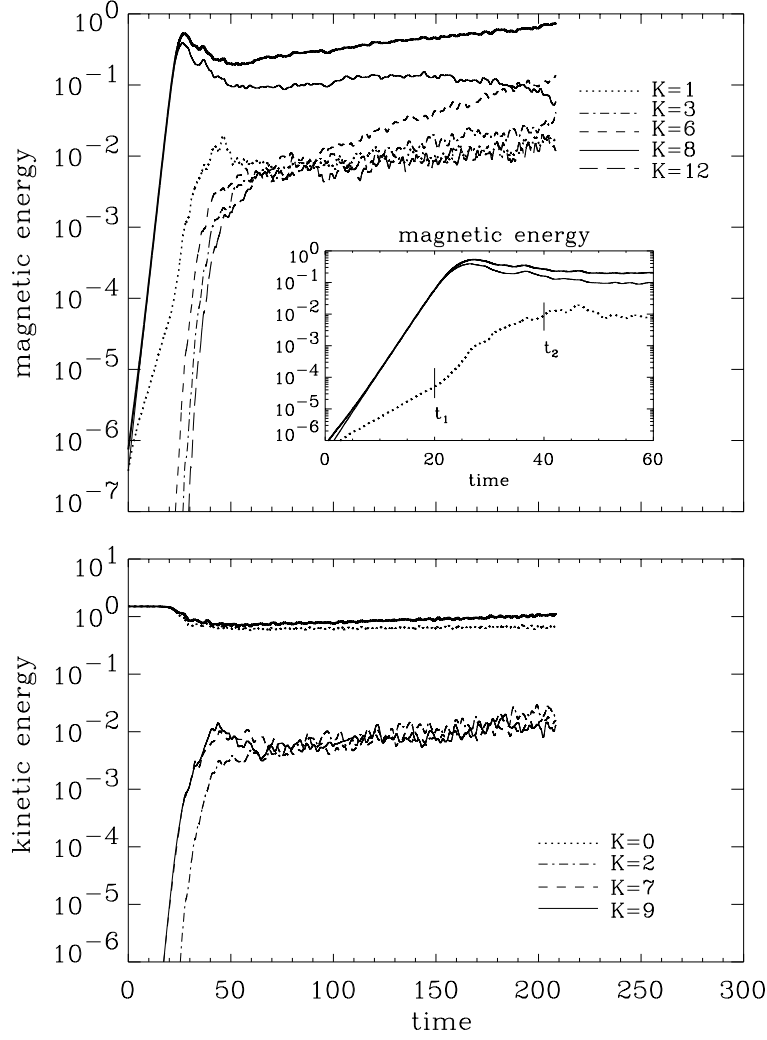 magnetic energy
10^0
10^-1
10^-2
10^-3
10^-4
10^-5
10^-6
10^-7
K=1
K=3
K=6
K=8
K=12
magnetic energy
10^0
10^-1
10^-2
10^-3
10^-4
10^-5
10^-6
t_1
t_2
0 20 40 60
time
kinetic energy
10^1
10^0
10^-1
10^-2
10^-3
10^-4
10^-5
10^-6
K=0
K=2
K=7
K=9
0 50 100 150 200 250 300
time